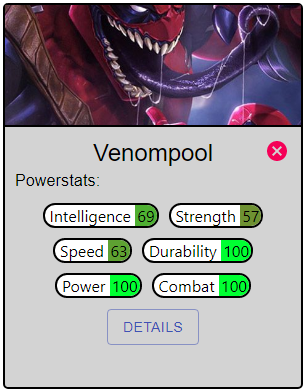 Venompool
Powerstats:
Intelligence 69 Strength 57
Speed 63 Durability 100
Power 100 Combat 100
DETAILS